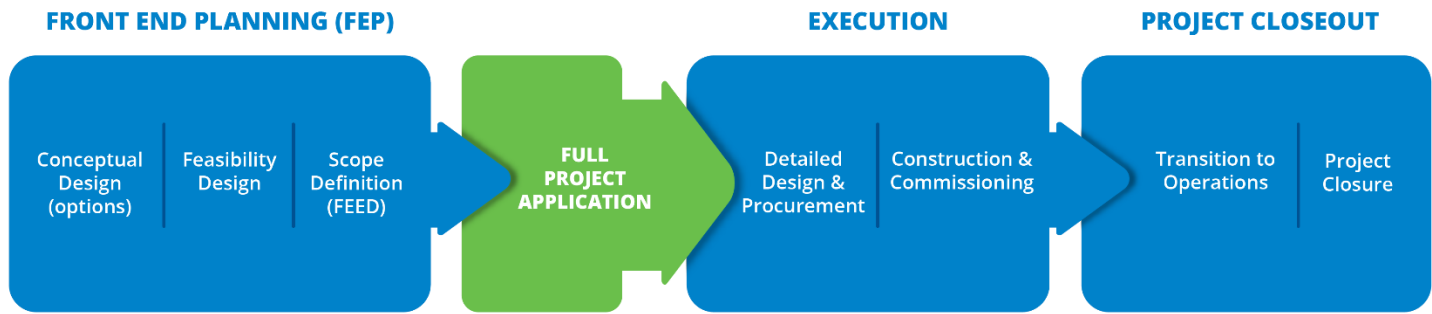 FRONT END PLANNING (FEP)
EXECUTION
PROJECT CLOSEOUT
Conceptual
Design
(options)
Feasibility
Design
Scope
Definition
(FEED)
FULL
PROJECT
APPLICATION
Detailed
Design &
Procurement
Construction &
Commissioning
Transition to
Operations
Project
Closure